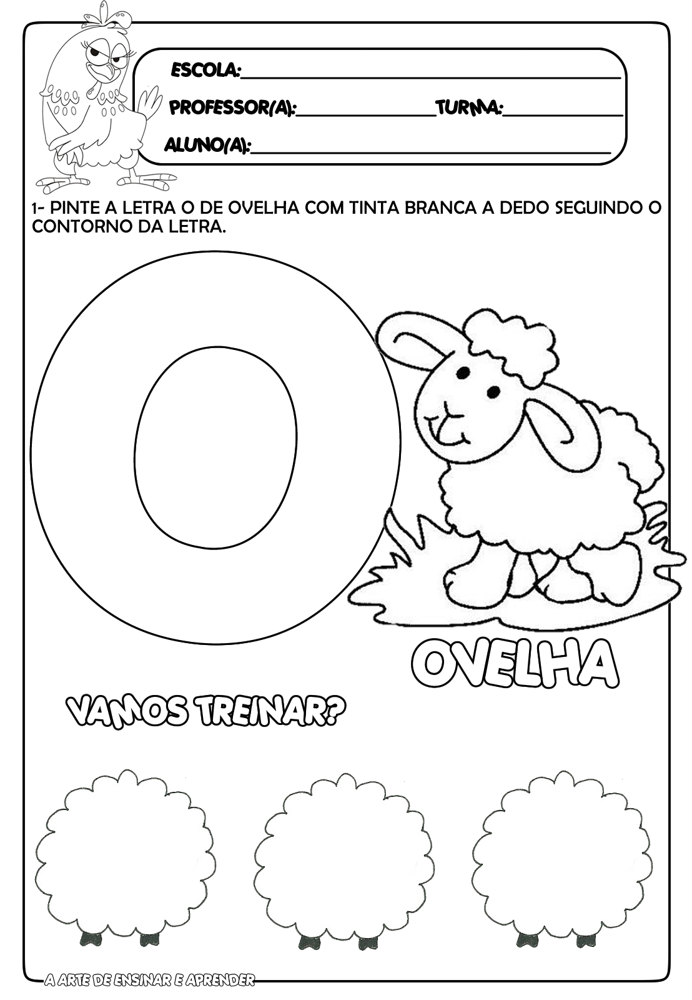 ESCOLA:
PROFESSOR(A): TURMA:
ALUNO(A):
1- PINTE A LETRA O DE OVELHA COM TINTA BRANCA A DEDO SEGUINDO O
CONTORNO DA LETRA.
O
OVELHA
VAMOS TREINAR?
A ARTE DE ENSINAR E APRENDER